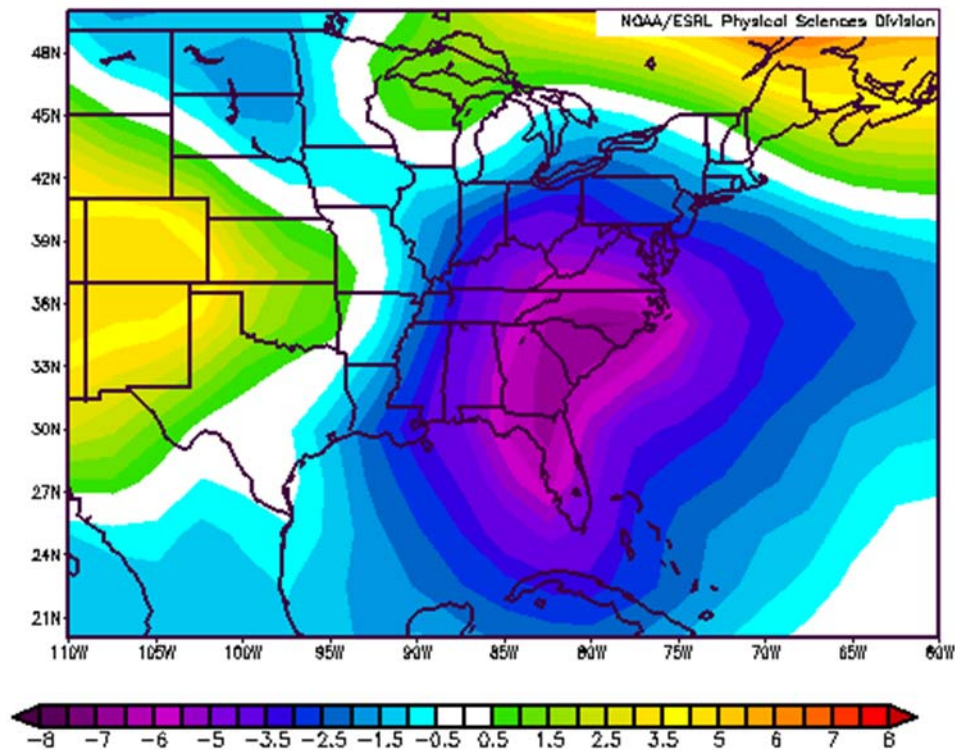 NOAA/ESRL Physical Sciences Division
48N
45N
42N
39N
36N
33N
30N
27N
24N
21N
110W 105W 100W 95W 90W 85W 80W 75W 70W 65W 60W
-8 -7 -6 -5 -3.5 -2.5 -1.5 -0.5 0.5 1.5 2.5 3.5 5 6 7 8